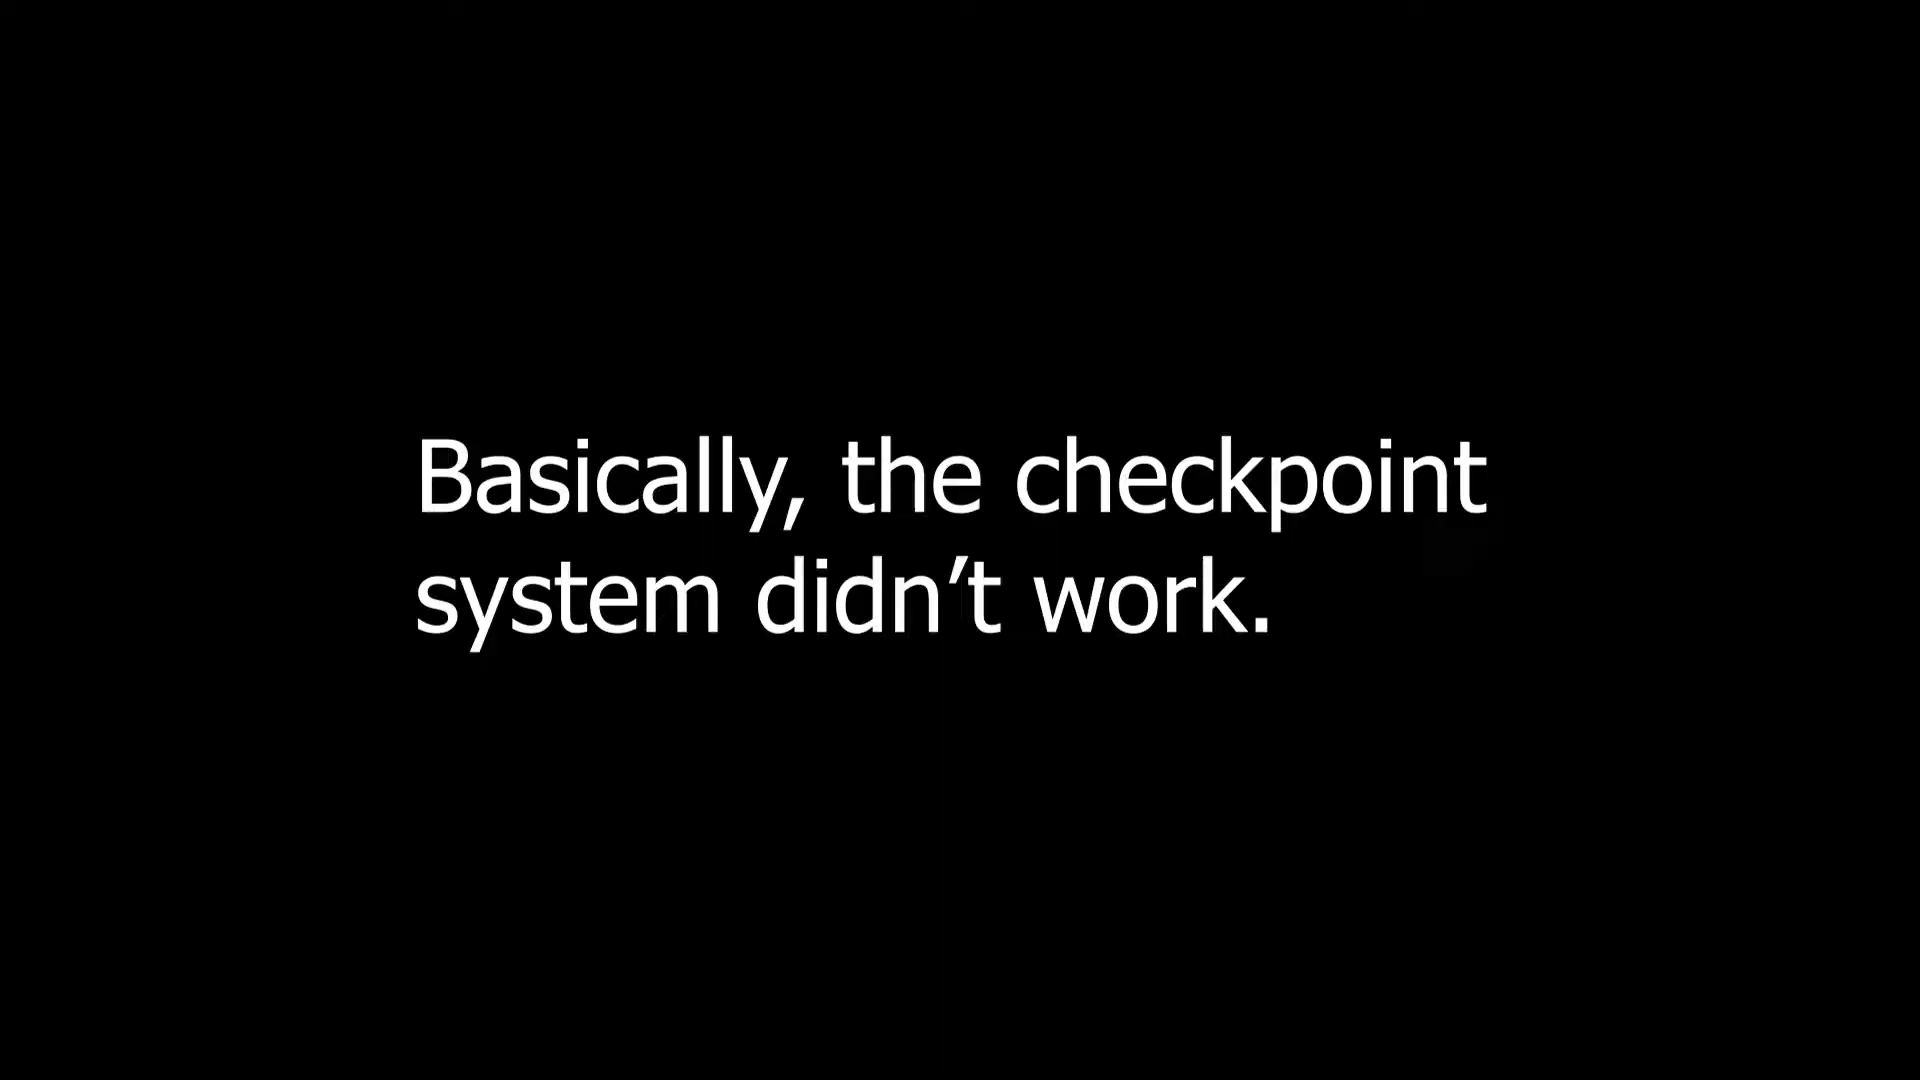 Basically, the checkpoint
system didn’t work.